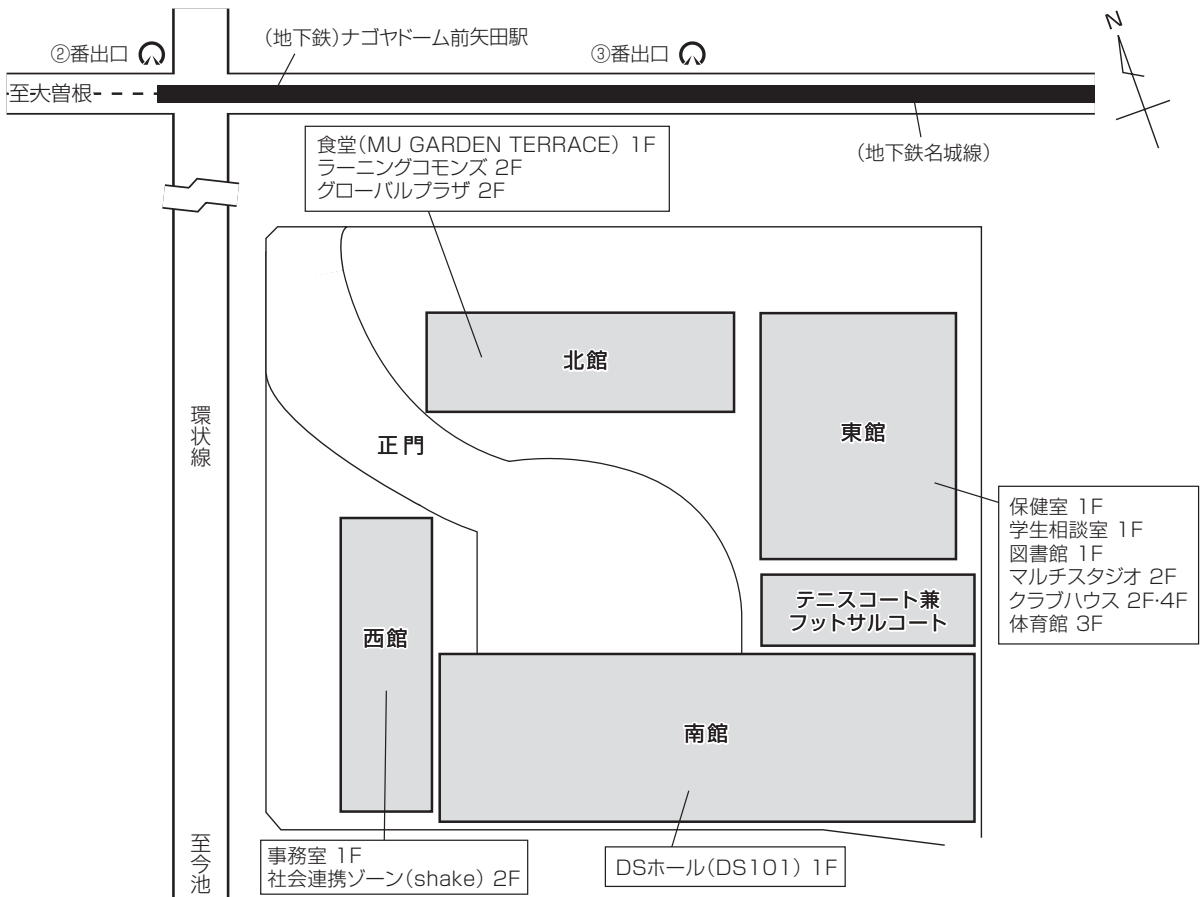 ②番出口
(地下鉄)ナゴヤドーム前矢田駅
③番出口
N
至大曽根
(地下鉄名城線)
食堂(MU GARDEN TERRACE) 1F
ラーニングコモンズ 2F
グローバルプラザ 2F
北館
東館
環状線
正門
保健室 1F
学生相談室 1F
図書館 1F
マルチスタジオ 2F
クラブハウス 2F・4F
体育館 3F
テニスコート兼
フットサルコート
西館
南館
至今池
事務室 1F
社会連携ゾーン(shake) 2F
DSホール(DS101) 1F